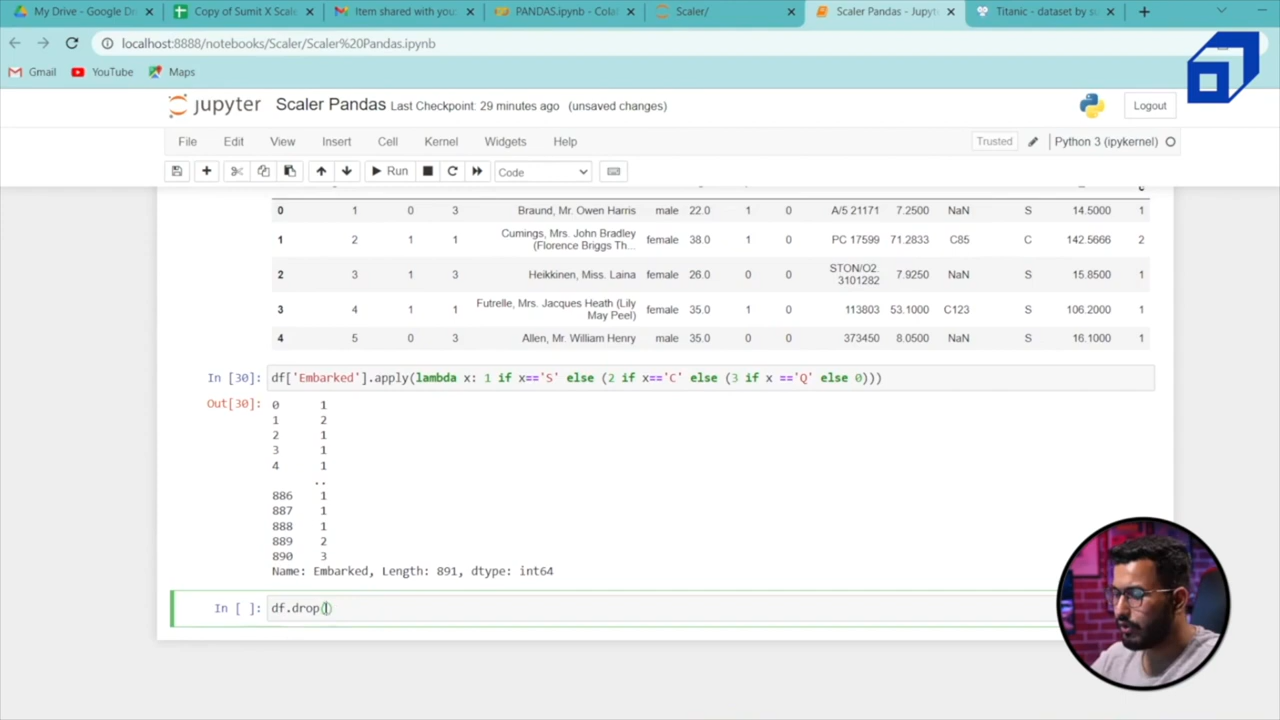 My Drive - Google Dr
Copy of Sumit X Scale
Item shared with you
PANDAS.ipynb - Colab
Scaler/
Scaler Pandas - Jupyte
Titanic - dataset by su
localhost:8888/notebooks/Scaler/Scaler%20Pandas.ipynb
Gmail YouTube Maps
jupyter Scaler Pandas Last Checkpoint: 29 minutes ago (unsaved changes)
Logout
File Edit View Insert Cell Kernel Widgets Help
Trusted Python 3 (ipykernel)
Run Code
0 1 0 3 Braund, Mr. Owen Harris male 22.0 1 0 A/5 21171 7.2500 NaN S 14.5000 1
1 2 1 1 Cumings, Mrs. John Bradley (Florence Briggs Th... female 38.0 1 0 PC 17599 71.2833 C85 C 142.5666 2
2 3 1 3 Heikkinen, Miss. Laina female 26.0 0 0 STON/O2. 3101282 7.9250 NaN S 15.8500 1
3 4 1 1 Futrelle, Mrs. Jacques Heath (Lily May Peel) female 35.0 1 0 113803 53.1000 C123 S 106.2000 1
4 5 0 3 Allen, Mr. William Henry male 35.0 0 0 373450 8.0500 NaN S 16.1000 1
In [30]: df['Embarked'].apply(lambda x: 1 if x=='S' else (2 if x=='C' else (3 if x =='Q' else 0)))
Out[30]: 0 1
1 2
2 1
3 1
4 1
..
886 1
887 1
888 1
889 2
890 3
Name: Embarked, Length: 891, dtype: int64
In [ ]: df.drop()